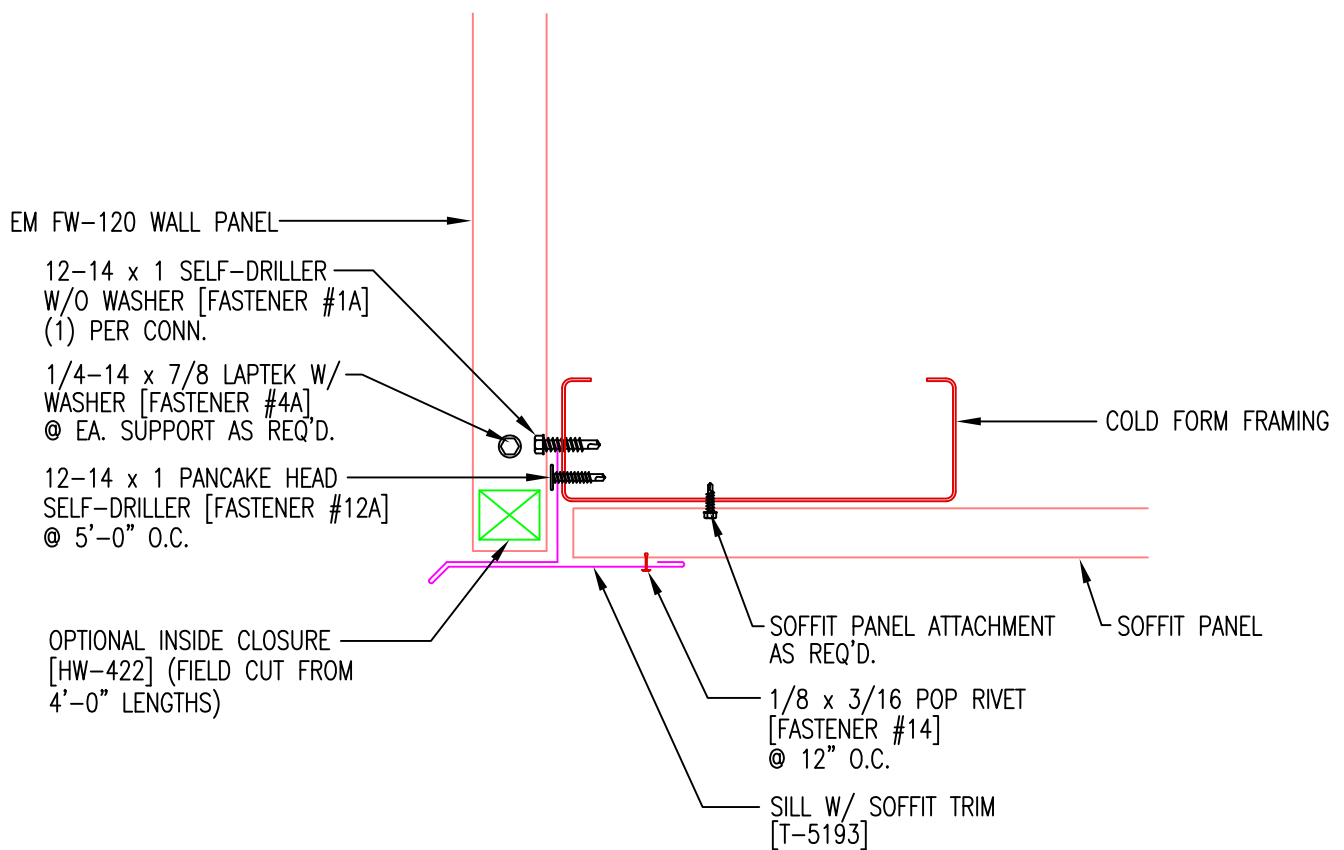 EM FW-120 WALL PANEL
12-14 x 1 SELF-DRILLER
W/O WASHER [FASTENER #1A]
(1) PER CONN.
1/4-14 x 7/8 LAPTEK W/
WASHER [FASTENER #4A]
@ EA. SUPPORT AS REQ'D.
12-14 x 1 PANCAKE HEAD
SELF-DRILLER [FASTENER #12A]
@ 5'-0" O.C.
OPTIONAL INSIDE CLOSURE
[HW-422] (FIELD CUT FROM
4'-0" LENGTHS)
COLD FORM FRAMING
SOFFIT PANEL
SOFFIT PANEL ATTACHMENT
AS REQ'D.
1/8 x 3/16 POP RIVET
[FASTENER #14]
@ 12" O.C.
SILL W/ SOFFIT TRIM
[T-5193]